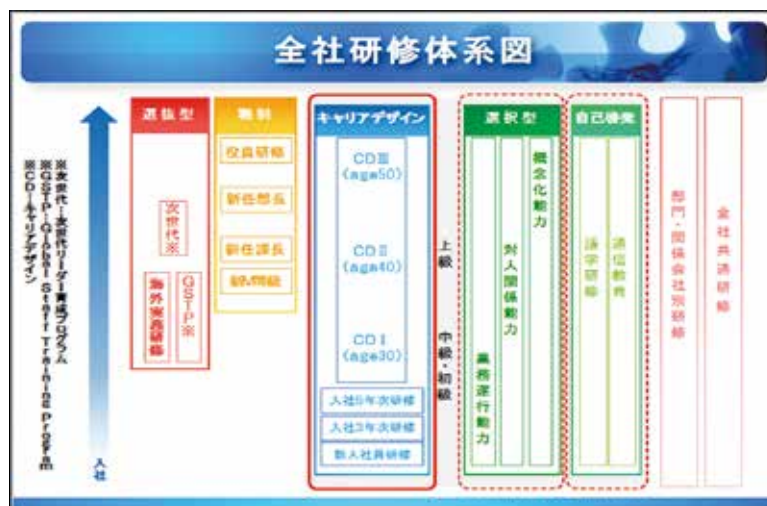 全社研修体系図
※次世代:次世代リーダー育成プログラム
※GSTP:Global Staff Training Program
※CD:キャリアデザイン
入社
選抜型
次世代※
海外実務研修
GSTP※
職制
役員研修
新任部長
新任課長
キャリアデザイン
CDⅢ
(age50)
CDⅡ
(age40)
CDⅠ
(age30)
入社5年次研修
入社3年次研修
新入社員研修
上級
中級・初級
選択型
業務遂行能力
対人関係能力
概念化能力
自己啓発
語学研修
通信教育
部門・関係会社別研修
全社共通研修